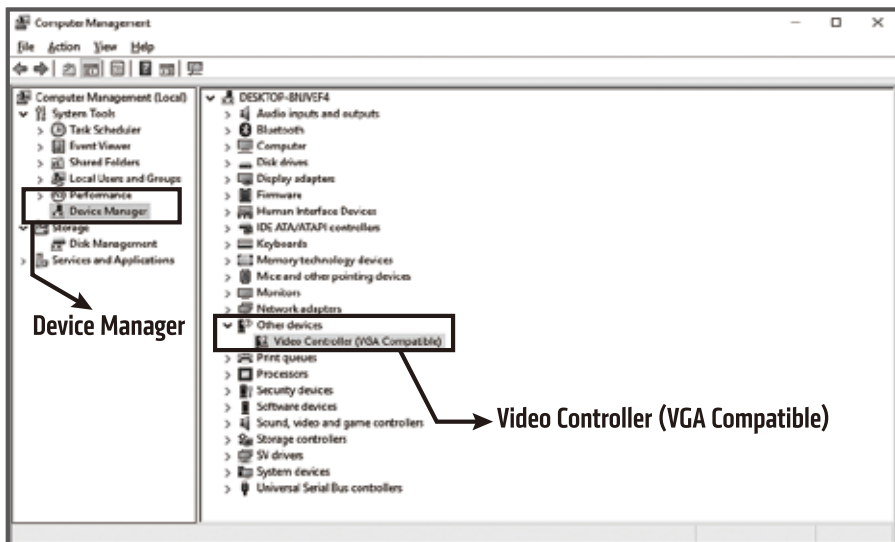 Computer Management
File Action View Help
Computer Management (Local)
System Tools
Task Scheduler
Event Viewer
Shared Folders
Local Users and Groups
Performance
Device Manager
Storage
Disk Management
Services and Applications
Device Manager
DESKTOP-8NJVEF4
Audio inputs and outputs
Bluetooth
Computer
Disk drives
Display adapters
Firmware
Human Interface Devices
IDE ATA/ATAPI controllers
Keyboards
Memory technology devices
Mice and other pointing devices
Monitors
Network adapters
Other devices
Video Controller (VGA Compatible)
Print queues
Processors
Security devices
Software devices
Sound, video and game controllers
Storage controllers
SV drivers
System devices
Universal Serial Bus controllers
Video Controller (VGA Compatible)